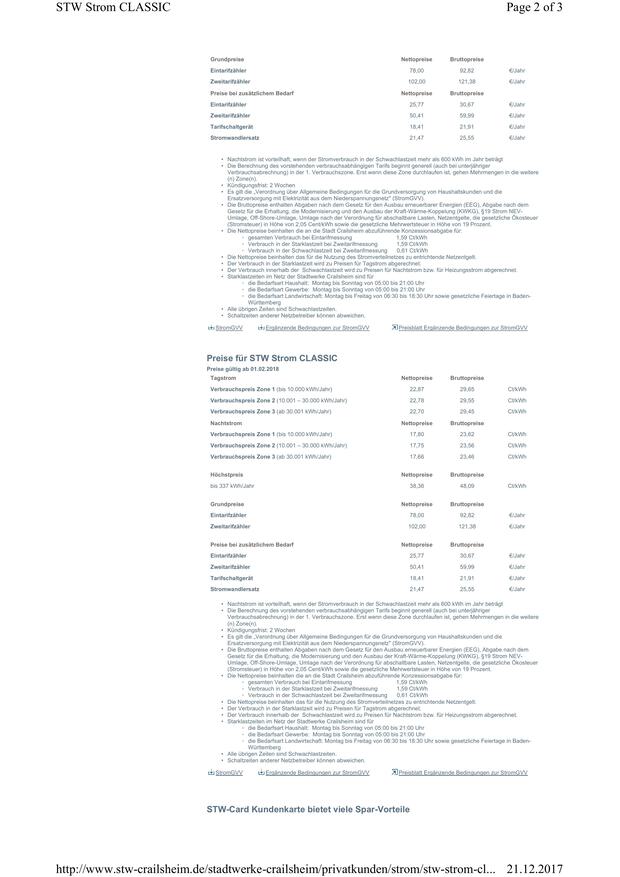 STW Strom CLASSIC Page 2 of 3
Grundpreise Nettopreise Bruttopreise
Eintarifzähler 78,00 92,82 €/Jahr
Zweitarifzähler 102,00 121,38 €/Jahr
Preise bei zusätzlichem Bedarf Nettopreise Bruttopreise
Eintarifzähler 25,77 30,67 €/Jahr
Zweitarifzähler 50,41 59,99 €/Jahr
Tarifschaltgerät 18,41 21,91 €/Jahr
Stromwandlersatz 21,47 25,55 €/Jahr
• Nachtstrom ist vorteilhaft, wenn der Stromverbrauch in der Schwachlastzeit mehr als 600 kWh im Jahr beträgt
• Die Berechnung des vorstehenden verbrauchsabhängigen Tarifs beginnt generell (auch bei unterjähriger
Verbrauchsabrechnung) in der 1. Verbrauchszone. Erst wenn diese Zone durchlaufen ist, gehen Mehrmengen in die weitere
(n) Zone(n).
• Kündigungsfrist: 2 Wochen
• Es gilt die „Verordnung über Allgemeine Bedingungen für die Grundversorgung von Haushaltskunden und die
Ersatzversorgung mit Elektrizität aus dem Niederspannungsnetz" (StromGVV).
• Die Bruttopreise enthalten Abgaben nach dem Gesetz für den Ausbau erneuerbarer Energien (EEG), Abgabe nach dem
Gesetz für die Erhaltung, die Modernisierung und den Ausbau der Kraft-Wärme-Koppelung (KWKG), §19 Strom NEV-
Umlage, Off-Shore-Umlage, Umlage nach der Verordnung für abschaltbare Lasten, Netzentgelte, die gesetzliche Ökosteuer
(Stromsteuer) in Höhe von 2,05 Cent/kWh sowie die gesetzliche Mehrwertsteuer in Höhe von 19 Prozent.
• Die Nettopreise beinhalten die an die Stadt Crailsheim abzuführende Konzessionsabgabe für:
◦ gesamten Verbrauch bei Eintarifmessung 1,59 Ct/kWh
◦ Verbrauch in der Starklastzeit bei Zweitarifmessung 1,59 Ct/kWh
◦ Verbrauch in der Schwachlastzeit bei Zweitarifmessung 0,61 Ct/kWh
• Die Nettopreise beinhalten das für die Nutzung des Stromverteilnetzes zu entrichtende Netzentgelt.
• Der Verbrauch in der Starklastzeit wird zu Preisen für Tagstrom abgerechnet.
• Der Verbrauch innerhalb der Schwachlastzeit wird zu Preisen für Nachtstrom bzw. für Heizungsstrom abgerechnet.
• Starklastzeiten im Netz der Stadtwerke Crailsheim sind für
◦ die Bedarfsart Haushalt: Montag bis Sonntag von 05:00 bis 21:00 Uhr
◦ die Bedarfsart Gewerbe: Montag bis Sonntag von 05:00 bis 21:00 Uhr
◦ die Bedarfsart Landwirtschaft: Montag bis Freitag von 06:30 bis 18:30 Uhr sowie gesetzliche Feiertage in Baden-
Württemberg
• Alle übrigen Zeiten sind Schwachlastzeiten.
• Schaltzeiten anderer Netzbetreiber können abweichen.
StromGVV Ergänzende Bedingungen zur StromGVV Preisblatt Ergänzende Bedingungen zur StromGVV
Preise für STW Strom CLASSIC
Preise gültig ab 01.02.2018
Tagstrom Nettopreise Bruttopreise
Verbrauchspreis Zone 1 (bis 10.000 kWh/Jahr) 22,87 29,65 Ct/kWh
Verbrauchspreis Zone 2 (10.001 – 30.000 kWh/Jahr) 22,78 29,55 Ct/kWh
Verbrauchspreis Zone 3 (ab 30.001 kWh/Jahr) 22,70 29,45 Ct/kWh
Nachtstrom Nettopreise Bruttopreise
Verbrauchspreis Zone 1 (bis 10.000 kWh/Jahr) 17,80 23,62 Ct/kWh
Verbrauchspreis Zone 2 (10.001 – 30.000 kWh/Jahr) 17,75 23,56 Ct/kWh
Verbrauchspreis Zone 3 (ab 30.001 kWh/Jahr) 17,66 23,46 Ct/kWh
Höchstpreis Nettopreise Bruttopreise
bis 337 kWh/Jahr 38,36 48,09 Ct/kWh
Grundpreise Nettopreise Bruttopreise
Eintarifzähler 78,00 92,82 €/Jahr
Zweitarifzähler 102,00 121,38 €/Jahr
Preise bei zusätzlichem Bedarf Nettopreise Bruttopreise
Eintarifzähler 25,77 30,67 €/Jahr
Zweitarifzähler 50,41 59,99 €/Jahr
Tarifschaltgerät 18,41 21,91 €/Jahr
Stromwandlersatz 21,47 25,55 €/Jahr
• Nachtstrom ist vorteilhaft, wenn der Stromverbrauch in der Schwachlastzeit mehr als 600 kWh im Jahr beträgt
• Die Berechnung des vorstehenden verbrauchsabhängigen Tarifs beginnt generell (auch bei unterjähriger
Verbrauchsabrechnung) in der 1. Verbrauchszone. Erst wenn diese Zone durchlaufen ist, gehen Mehrmengen in die weitere
(n) Zone(n).
• Kündigungsfrist: 2 Wochen
• Es gilt die „Verordnung über Allgemeine Bedingungen für die Grundversorgung von Haushaltskunden und die
Ersatzversorgung mit Elektrizität aus dem Niederspannungsnetz" (StromGVV).
• Die Bruttopreise enthalten Abgaben nach dem Gesetz für den Ausbau erneuerbarer Energien (EEG), Abgabe nach dem
Gesetz für die Erhaltung, die Modernisierung und den Ausbau der Kraft-Wärme-Koppelung (KWKG), §19 Strom NEV-
Umlage, Off-Shore-Umlage, Umlage nach der Verordnung für abschaltbare Lasten, Netzentgelte, die gesetzliche Ökosteuer
(Stromsteuer) in Höhe von 2,05 Cent/kWh sowie die gesetzliche Mehrwertsteuer in Höhe von 19 Prozent.
• Die Nettopreise beinhalten die an die Stadt Crailsheim abzuführende Konzessionsabgabe für:
◦ gesamten Verbrauch bei Eintarifmessung 1,59 Ct/kWh
◦ Verbrauch in der Starklastzeit bei Zweitarifmessung 1,59 Ct/kWh
◦ Verbrauch in der Schwachlastzeit bei Zweitarifmessung 0,61 Ct/kWh
• Die Nettopreise beinhalten das für die Nutzung des Stromverteilnetzes zu entrichtende Netzentgelt.
• Der Verbrauch in der Starklastzeit wird zu Preisen für Tagstrom abgerechnet.
• Der Verbrauch innerhalb der Schwachlastzeit wird zu Preisen für Nachtstrom bzw. für Heizungsstrom abgerechnet.
• Starklastzeiten im Netz der Stadtwerke Crailsheim sind für
◦ die Bedarfsart Haushalt: Montag bis Sonntag von 05:00 bis 21:00 Uhr
◦ die Bedarfsart Gewerbe: Montag bis Sonntag von 05:00 bis 21:00 Uhr
◦ die Bedarfsart Landwirtschaft: Montag bis Freitag von 06:30 bis 18:30 Uhr sowie gesetzliche Feiertage in Baden-
Württemberg
• Alle übrigen Zeiten sind Schwachlastzeiten.
• Schaltzeiten anderer Netzbetreiber können abweichen.
StromGVV Ergänzende Bedingungen zur StromGVV Preisblatt Ergänzende Bedingungen zur StromGVV
STW-Card Kundenkarte bietet viele Spar-Vorteile
http://www.stw-crailsheim.de/stadtwerke-crailsheim/privatkunden/strom/stw-strom-cl... 21.12.2017